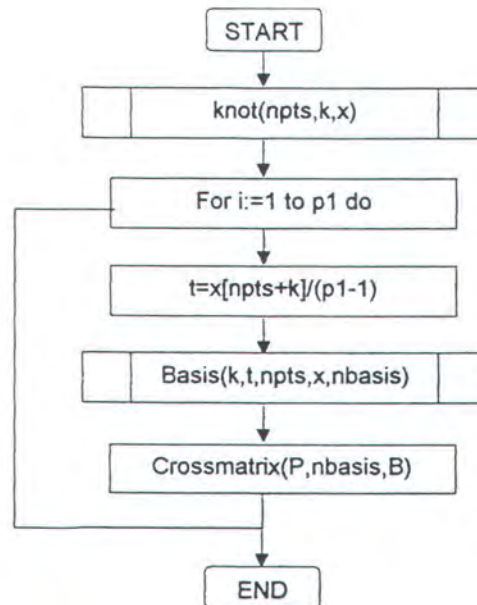 START
knot(npts,k,x)
For i:=1 to p1 do
t=x[npts+k]/(p1-1)
Basis(k,t,npts,x,nbasis)
Crossmatrix(P,nbasis,B)
END